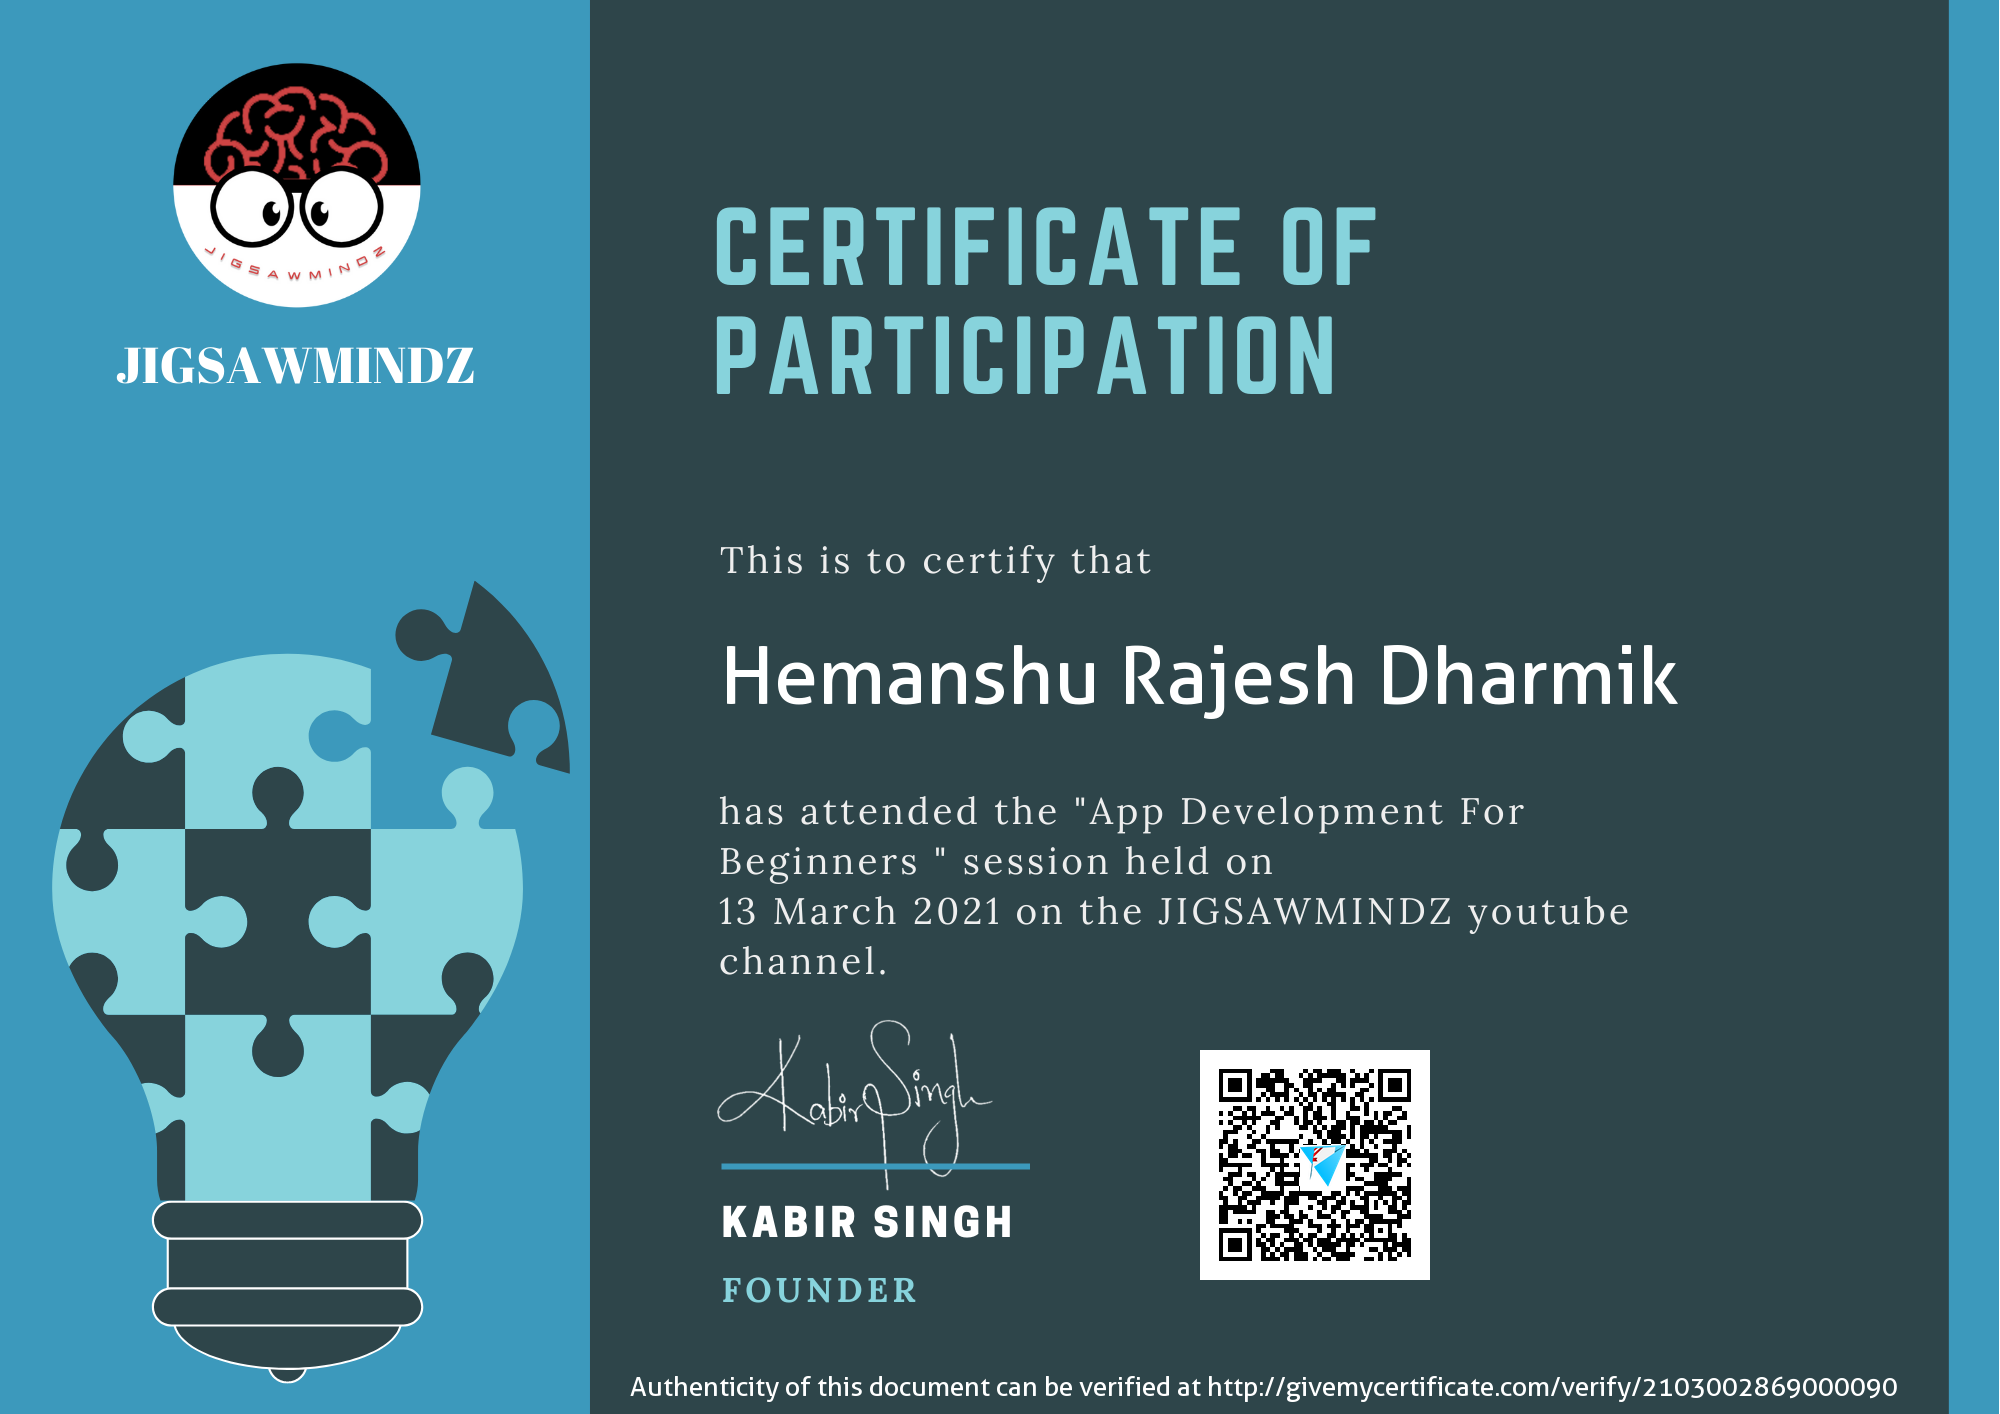 JIGSAWMINDZ
JIGSAWMINDZ
CERTIFICATE OF
PARTICIPATION
This is to certify that
Hemanshu Rajesh Dharmik
has attended the "App Development For
Beginners " session held on
13 March 2021 on the JIGSAWMINDZ youtube
channel.
Kabir Singh
KABIR SINGH
FOUNDER
Authenticity of this document can be verified at http://givemycertificate.com/verify/2103002869000090